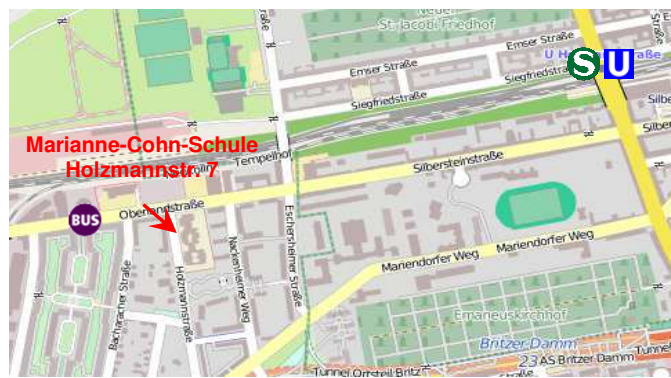 Neuer
St. Jacobi Friedhof
Emser Straße
Emser Straße
Siegfriedstraße
Siegfriedstraße
S U
Marianne-Cohn-Schule
Holzmannstr. 7
Tempelhof
Silbersteinstraße
Silber
Oberlandstraße
BUS
Eschersheimer Straße
Nackenheimer Weg
Holzmannstraße
Bacharacher Straße
Mariendorfer Weg
Mariendorfer Weg
Emmauskirchhof
Britzer Damm
23 AS Britzer Damm
Tunnel Ortsteil Britz
Tunnel